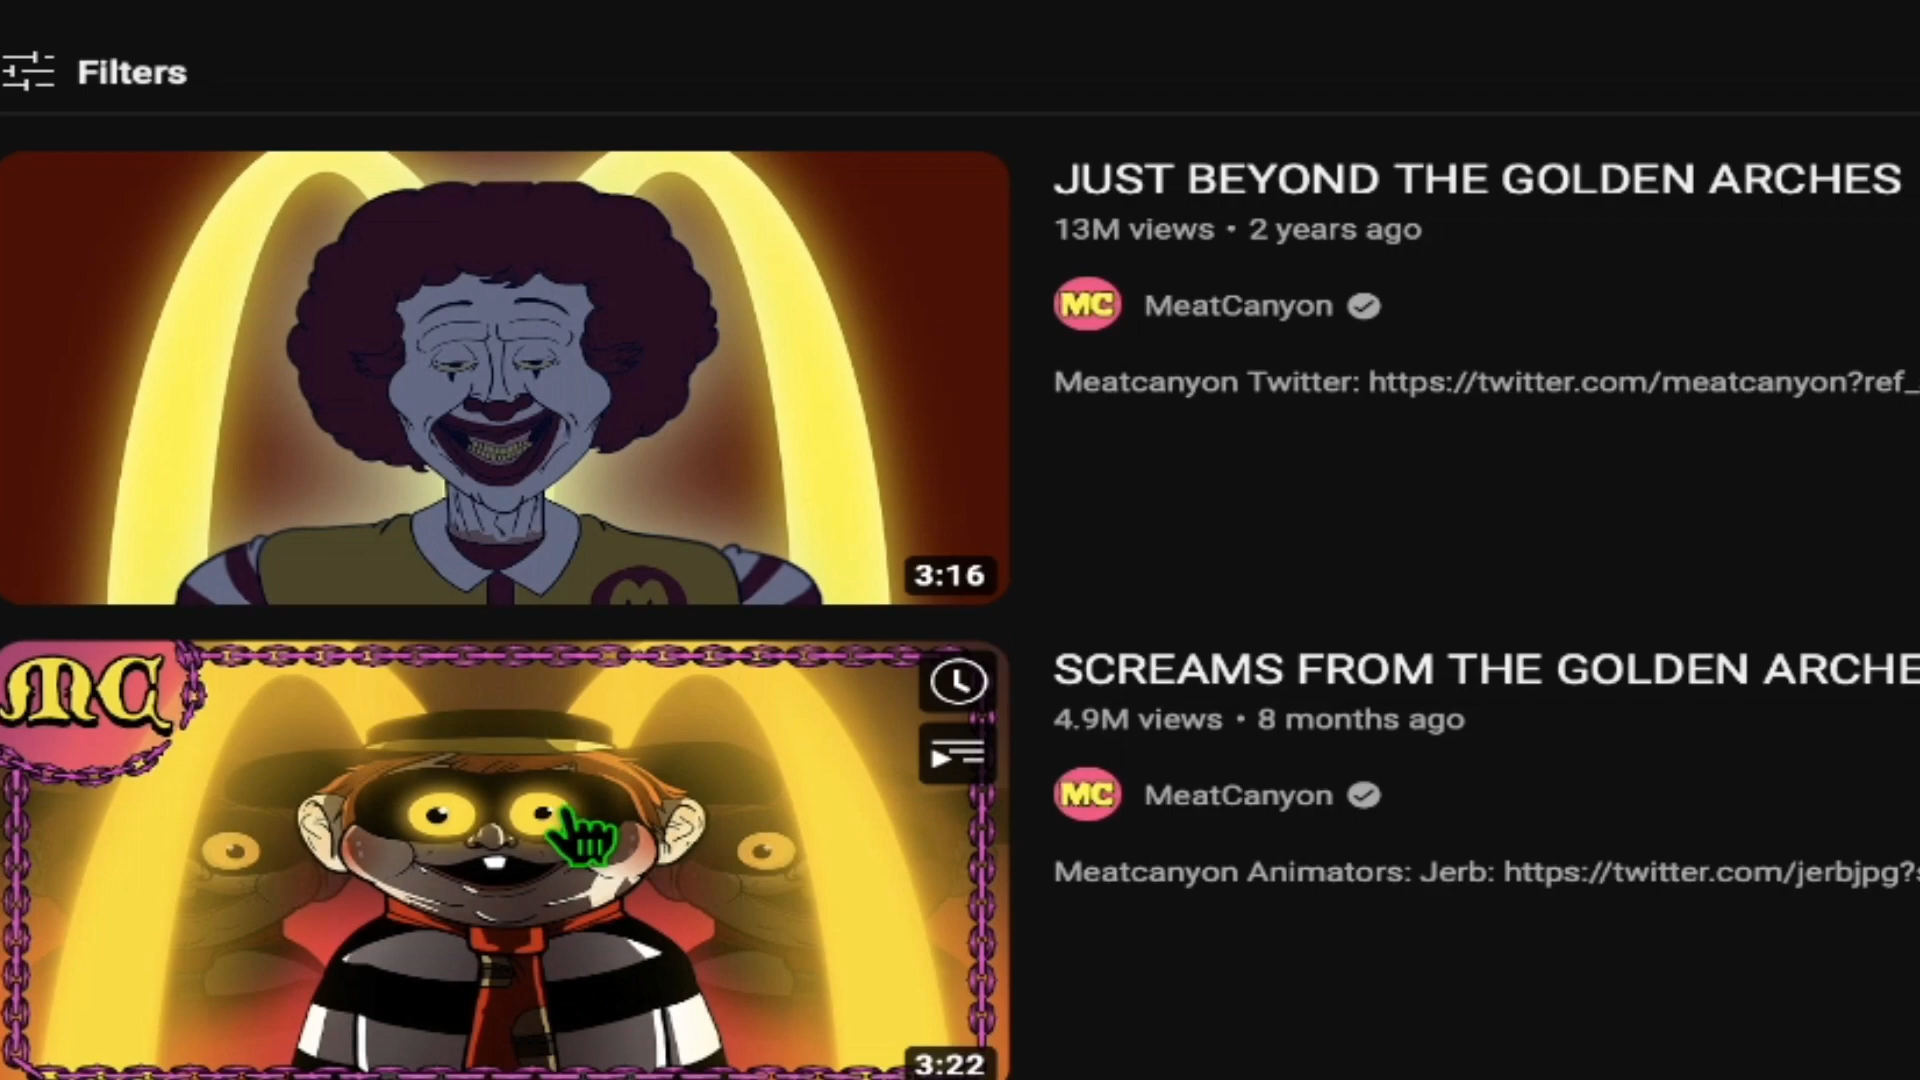 Filters
JUST BEYOND THE GOLDEN ARCHES
13M views • 2 years ago
MC
MeatCanyon
Meatcanyon Twitter: https://twitter.com/meatcanyon?ref_
M
3:16
MC
SCREAMS FROM THE GOLDEN ARCHE
4.9M views • 8 months ago
MC
MeatCanyon
Meatcanyon Animators: Jerb: https://twitter.com/jerbjpg?s
3:22